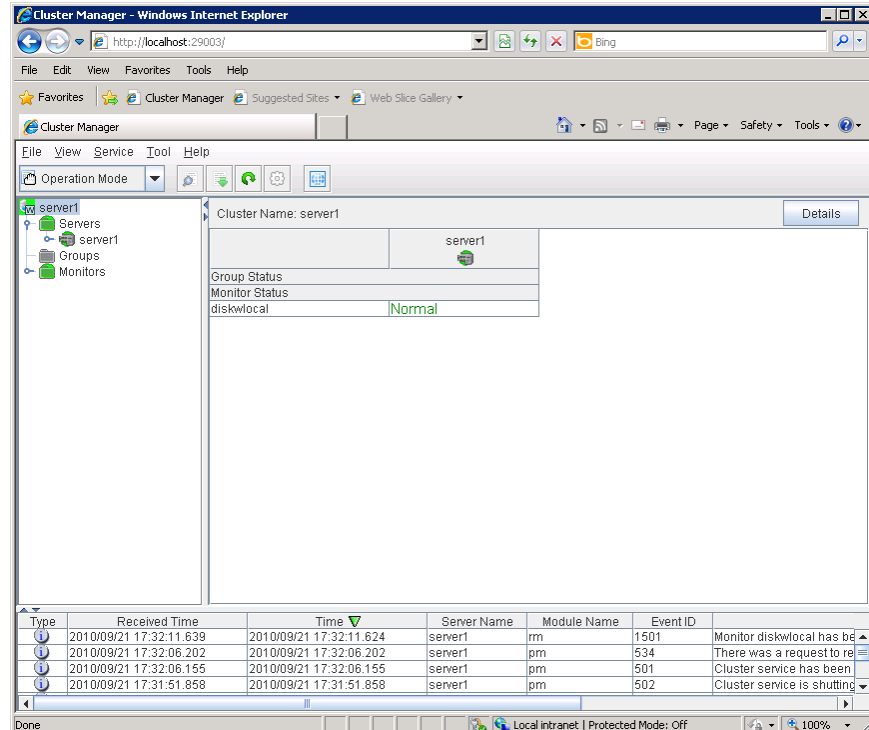 Cluster Manager - Windows Internet Explorer
http://localhost:29003/
Bing
File Edit View Favorites Tools Help
Favorites Cluster Manager Suggested Sites Web Slice Gallery
Cluster Manager
Page Safety Tools
File View Service Tool Help
Operation Mode
server1
Servers
server1
Groups
Monitors
Cluster Name: server1
Details
server1
Group Status
Monitor Status
diskwlocal Normal
Type Received Time Time Server Name Module Name Event ID
2010/09/21 17:32:11.639 2010/09/21 17:32:11.624 server1 rm 1501 Monitor diskwlocal has be
2010/09/21 17:32:06.202 2010/09/21 17:32:06.202 server1 pm 534 There was a request to re
2010/09/21 17:32:06.155 2010/09/21 17:32:06.155 server1 pm 501 Cluster service has been
2010/09/21 17:31:51.858 2010/09/21 17:31:51.858 server1 pm 502 Cluster service is shutting
Done Local intranet | Protected Mode: Off 100%